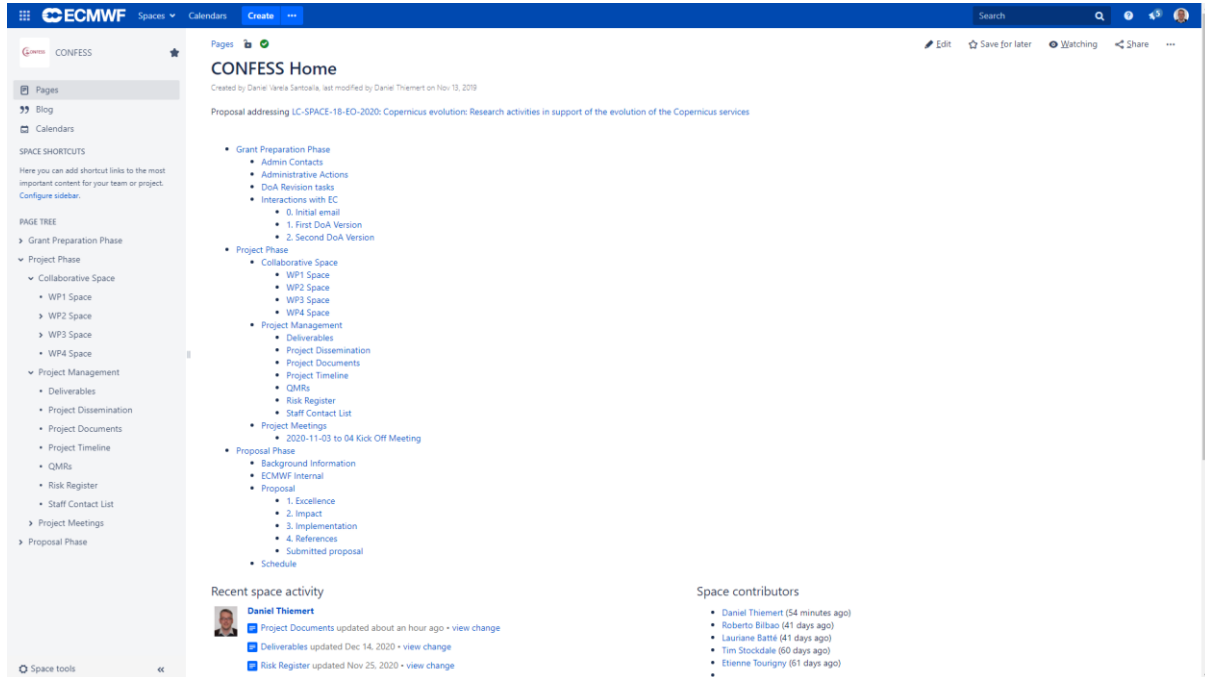 ECMWF Spaces Calendars Create ··· Search 5
CONFESS
Pages
Blog
Calendars
SPACE SHORTCUTS
Here you can add shortcut links to the most
important content for your team or project.
Configure sidebar.
PAGE TREE
Grant Preparation Phase
Project Phase
Collaborative Space
WP1 Space
WP2 Space
WP3 Space
WP4 Space
Project Management
Deliverables
Project Dissemination
Project Documents
Project Timeline
QMRs
Risk Register
Staff Contact List
Project Meetings
Proposal Phase
Space tools
Pages
Edit Save for later Watching Share ···
CONFESS Home
Created by Daniel Varela Santoalla, last modified by Daniel Thiemert on Nov 13, 2019
Proposal addressing LC-SPACE-18-EO-2020: Copernicus evolution: Research activities in support of the evolution of the Copernicus services
• Grant Preparation Phase
• Admin Contacts
• Administrative Actions
• DoA Revision tasks
• Interactions with EC
• 0. Initial email
• 1. First DoA Version
• 2. Second DoA Version
• Project Phase
• Collaborative Space
• WP1 Space
• WP2 Space
• WP3 Space
• WP4 Space
• Project Management
• Deliverables
• Project Dissemination
• Project Documents
• Project Timeline
• QMRs
• Risk Register
• Staff Contact List
• Project Meetings
• 2020-11-03 to 04 Kick Off Meeting
• Proposal Phase
• Background Information
• ECMWF Internal
• Proposal
• 1. Excellence
• 2. Impact
• 3. Implementation
• 4. References
• Submitted proposal
• Schedule
Recent space activity
Daniel Thiemert
Project Documents updated about an hour ago • view change
Deliverables updated Dec 14, 2020 • view change
Risk Register updated Nov 25, 2020 • view change
Space contributors
• Daniel Thiemert (54 minutes ago)
• Roberto Bilbao (41 days ago)
• Lauriane Batté (41 days ago)
• Tim Stockdale (60 days ago)
• Etienne Tourigny (61 days ago)